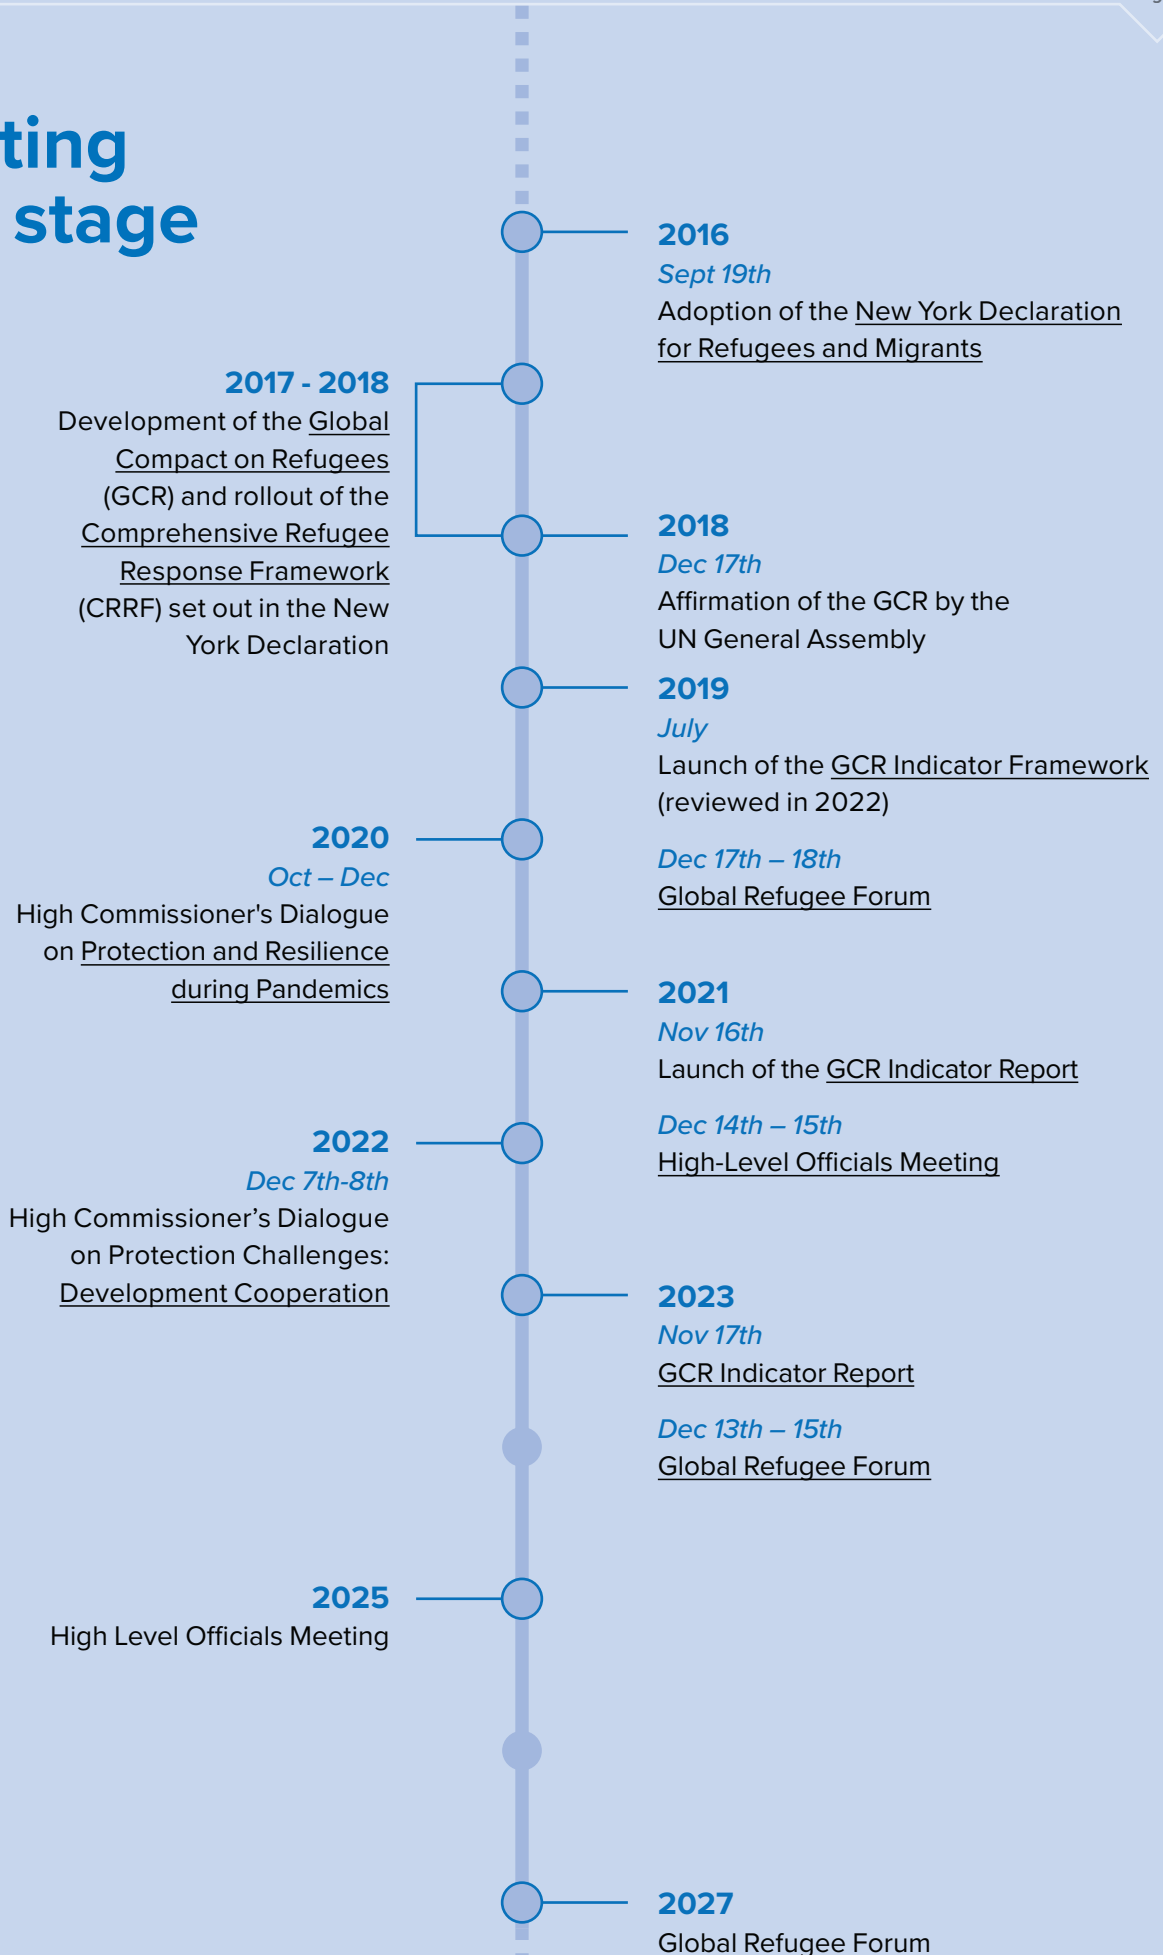 ting
stage
2016
Sept 19th
Adoption of the New York Declaration
for Refugees and Migrants
2017 - 2018
Development of the Global
Compact on Refugees
(GCR) and rollout of the
Comprehensive Refugee
Response Framework
(CRRF) set out in the New
York Declaration
2018
Dec 17th
Affirmation of the GCR by the
UN General Assembly
2019
July
Launch of the GCR Indicator Framework
(reviewed in 2022)
Dec 17th – 18th
Global Refugee Forum
2020
Oct – Dec
High Commissioner's Dialogue
on Protection and Resilience
during Pandemics
2021
Nov 16th
Launch of the GCR Indicator Report
Dec 14th – 15th
High-Level Officials Meeting
2022
Dec 7th-8th
High Commissioner’s Dialogue
on Protection Challenges:
Development Cooperation
2023
Nov 17th
GCR Indicator Report
Dec 13th – 15th
Global Refugee Forum
2025
High Level Officials Meeting
2027
Global Refugee Forum